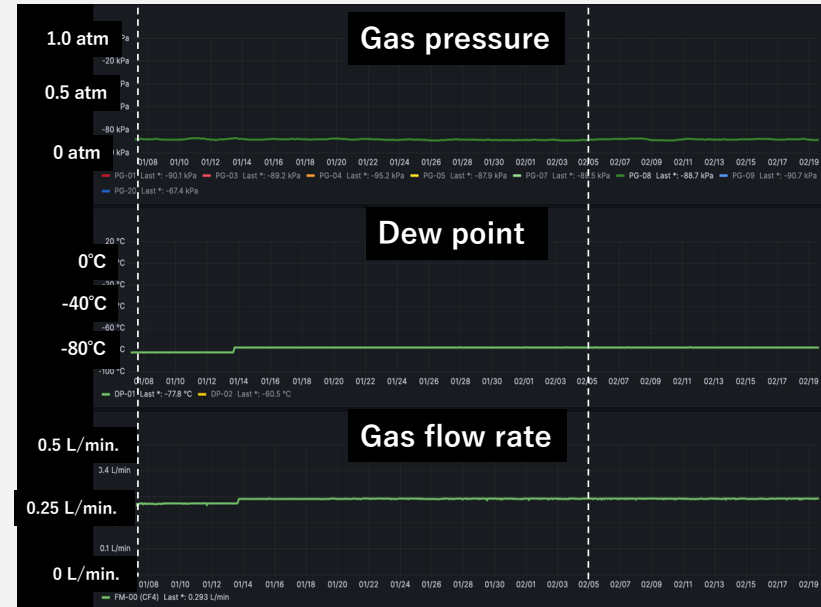 Gas pressure
1.0 atm
-20 kPa
0.5 atm
-80 kPa
0 atm
01/08 01/10 01/12 01/14 01/16 01/18 01/20 01/22 01/24 01/26 01/28 01/30 02/01 02/03 02/05 02/07 02/09 02/11 02/13 02/15 02/17 02/19
PG-01 Last *: -90.1 kPa PG-03 Last *: -89.2 kPa PG-04 Last *: -95.2 kPa PG-05 Last *: -87.9 kPa PG-07 Last *: PG-08 Last *: -88.7 kPa PG-09 Last *: -90.7 kPa
PG-20 Last *: -67.4 kPa
Dew point
20 °C
0°C
-20 °C
-40°C
-60 °C
-80°C
-100 °C
01/08 01/10 01/12 01/14 01/16 01/18 01/20 01/22 01/24 01/26 01/28 01/30 02/01 02/03 02/05 02/07 02/09 02/11 02/13 02/15 02/17 02/19
DP-01 Last *: -77.8 °C DP-02 Last *: -60.5 °C
Gas flow rate
0.5 L/min.
0.4 L/min
0.25 L/min.
0.1 L/min
0 L/min.
01/08 01/10 01/12 01/14 01/16 01/18 01/20 01/22 01/24 01/26 01/28 01/30 02/01 02/03 02/05 02/07 02/09 02/11 02/13 02/15 02/17 02/19
FM-00 (CF4) Last *: 0.293 L/min